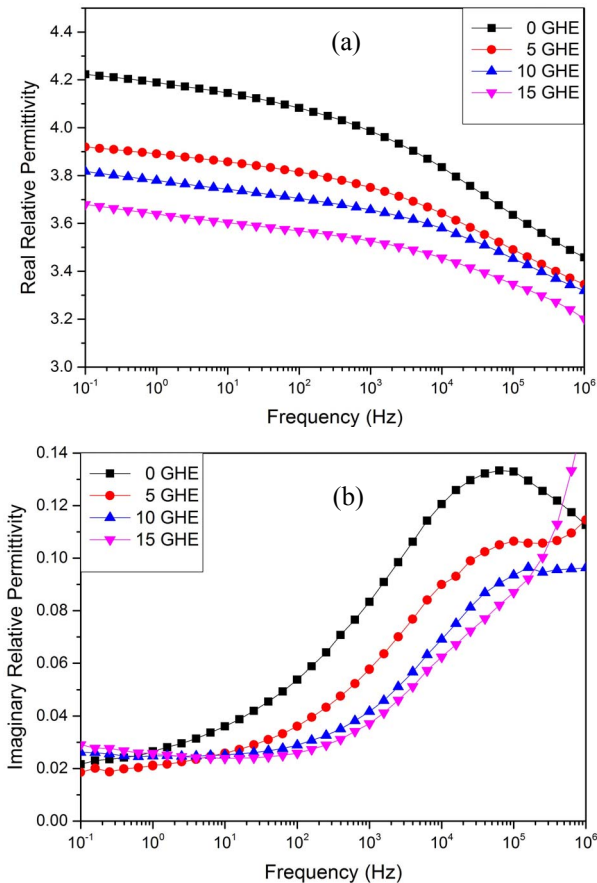 (a)
0 GHE
5 GHE
10 GHE
15 GHE
Real Relative Permittivity
4.4
4.2
4.0
3.8
3.6
3.4
3.2
3.0
10⁻¹ 10⁰ 10¹ 10² 10³ 10⁴ 10⁵ 10⁶
Frequency (Hz)
(b)
0 GHE
5 GHE
10 GHE
15 GHE
Imaginary Relative Permittivity
0.14
0.12
0.10
0.08
0.06
0.04
0.02
0.00
10⁻¹ 10⁰ 10¹ 10² 10³ 10⁴ 10⁵ 10⁶
Frequency (Hz)